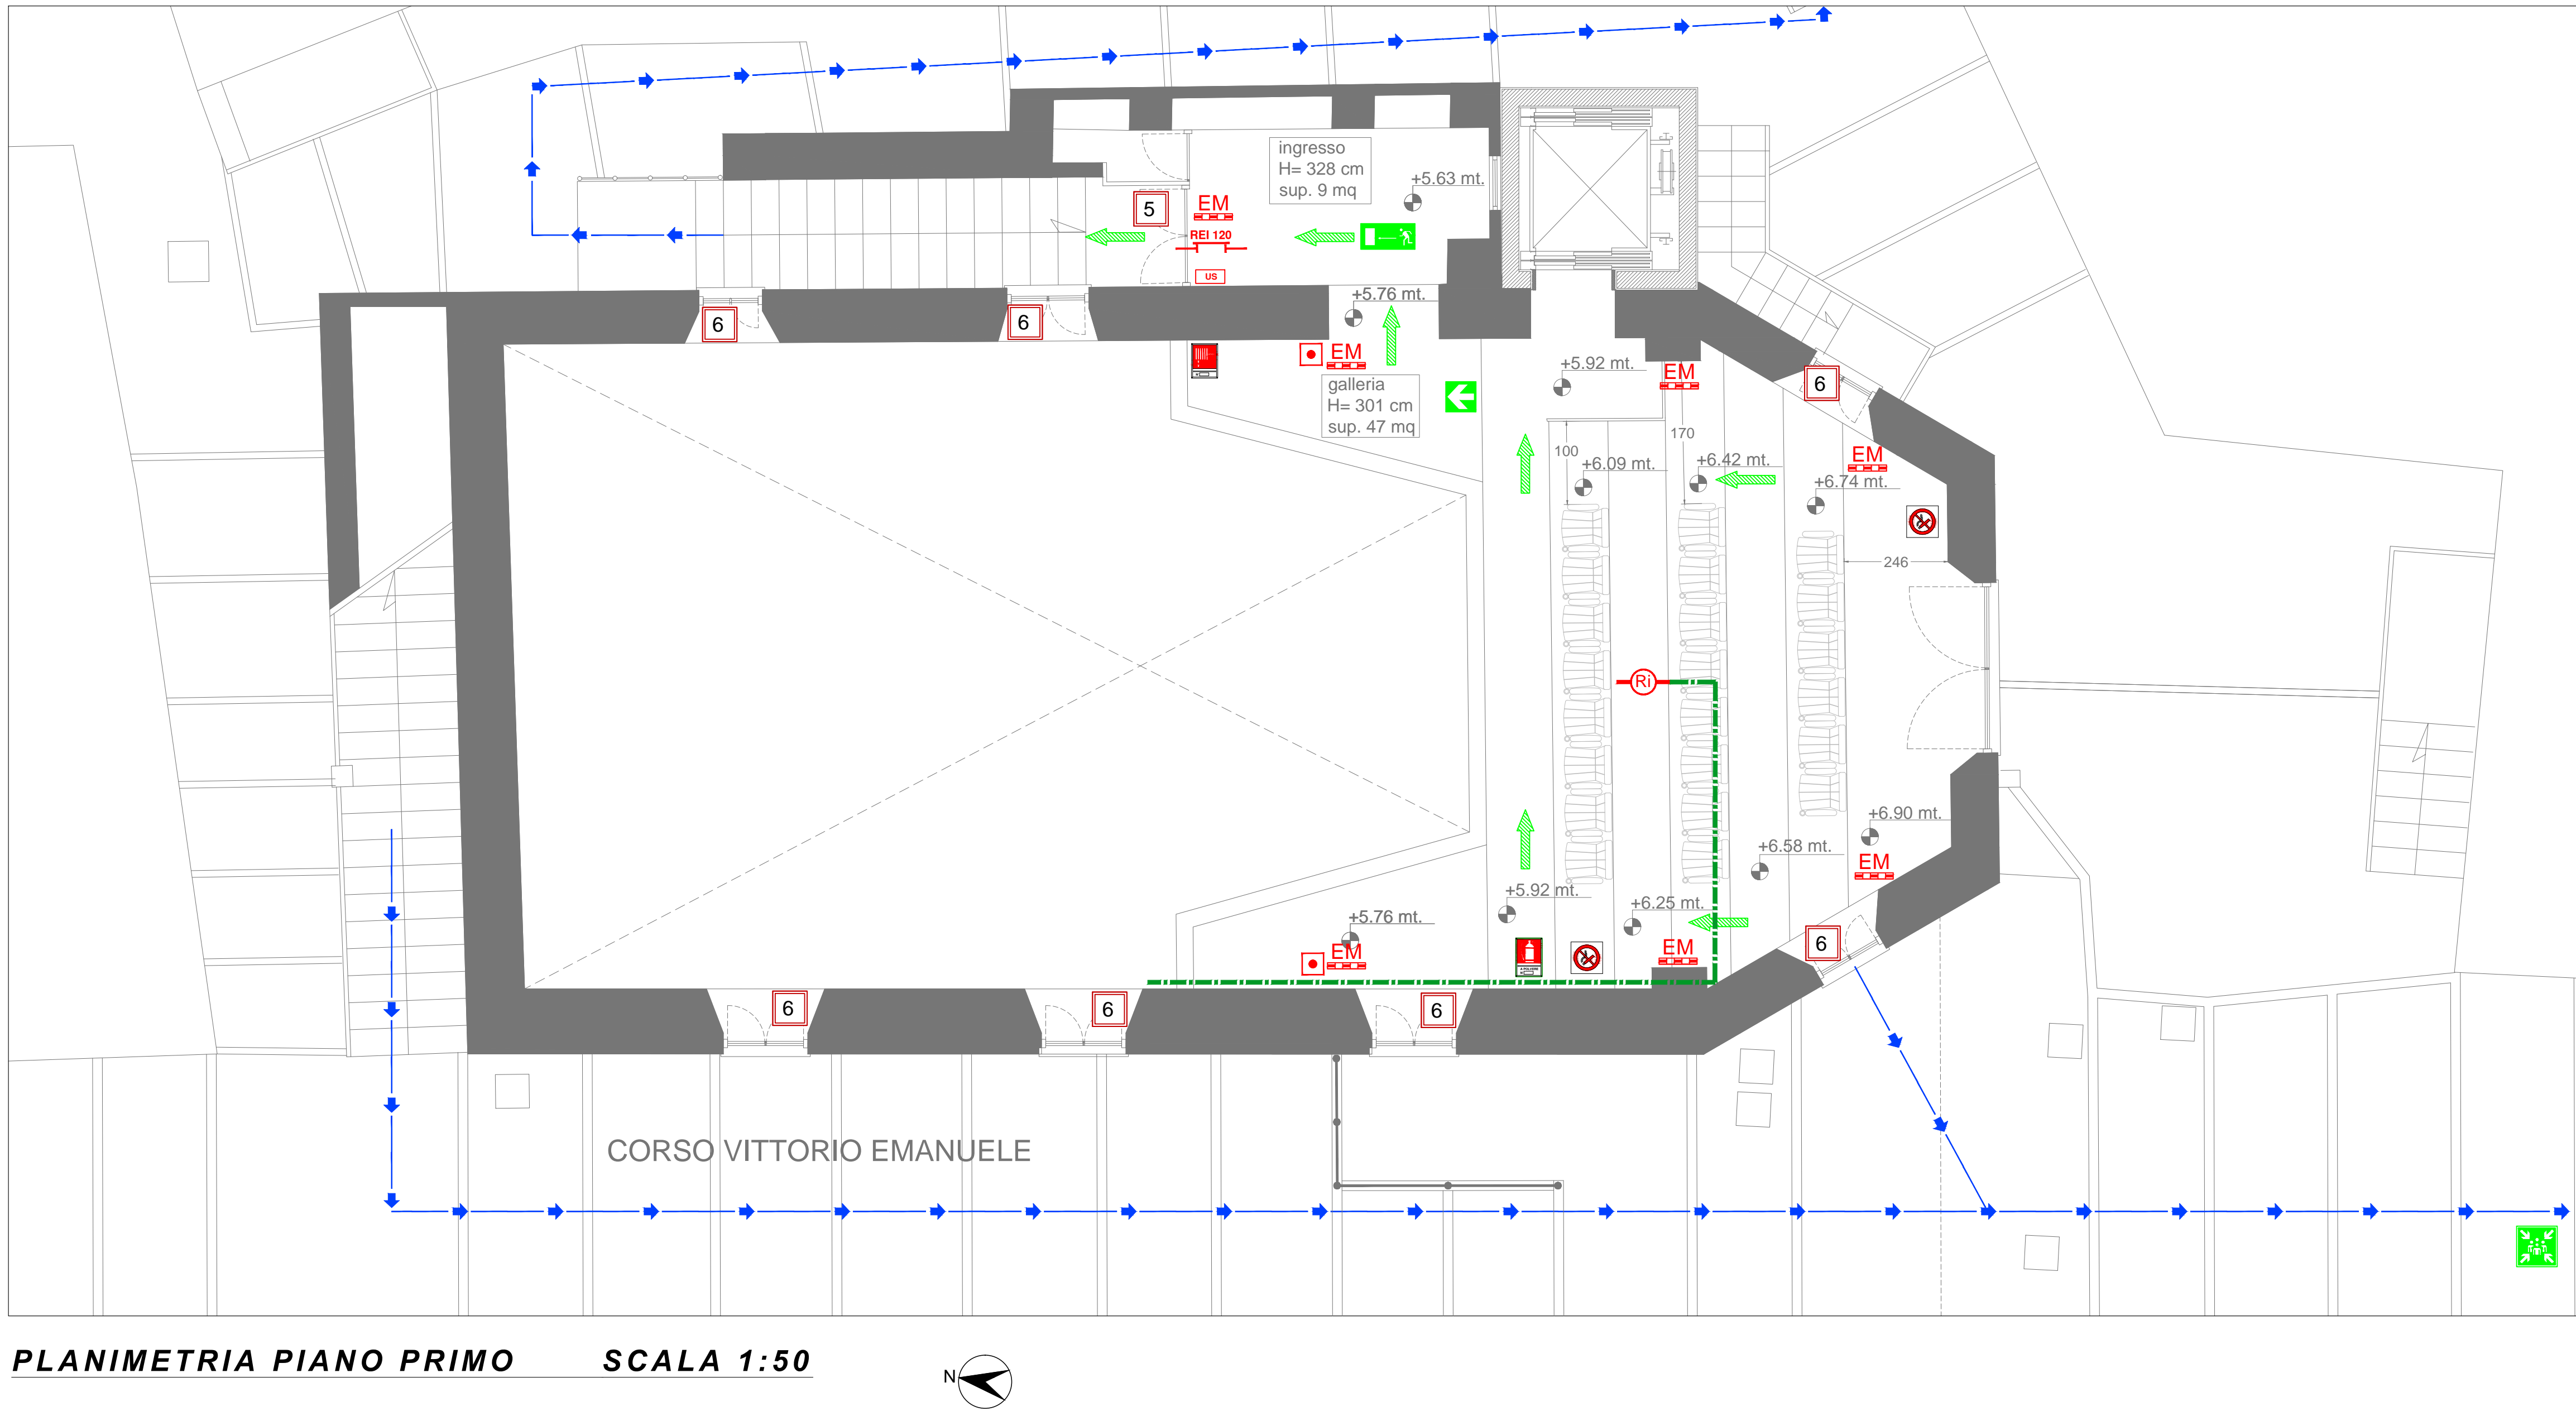 ingresso
H= 328 cm
sup. 9 mq
+5.63 mt.
5
EM
REI 120
US
+5.76 mt.
6
6
EM
galleria
H= 301 cm
sup. 47 mq
+5.92 mt.
EM
6
100
170
+6.09 mt.
+6.42 mt.
EM
+6.74 mt.
246
Ri
+6.90 mt.
+6.58 mt.
EM
+5.92 mt.
+6.25 mt.
+5.76 mt.
EM
EM
6
A POLVERE
6
6
6
CORSO VITTORIO EMANUELE
PLANIMETRIA PIANO PRIMO SCALA 1:50
N